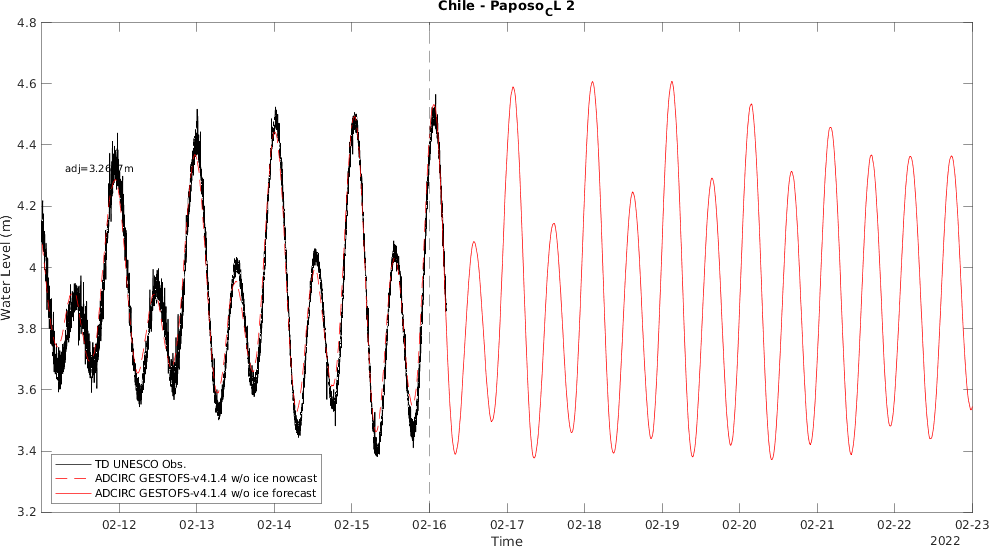 Chile - Paposo_CL 2
4.8
4.6
4.4
4.2
4
3.8
3.6
3.4
3.2
Water Level (m)
TD UNESCO Obs.
ADCIRC GESTOFS-v4.1.4 w/o ice nowcast
ADCIRC GESTOFS-v4.1.4 w/o ice forecast
02-12 02-13 02-14 02-15 02-16 02-17 02-18 02-19 02-20 02-21 02-22 02-23
Time
2022